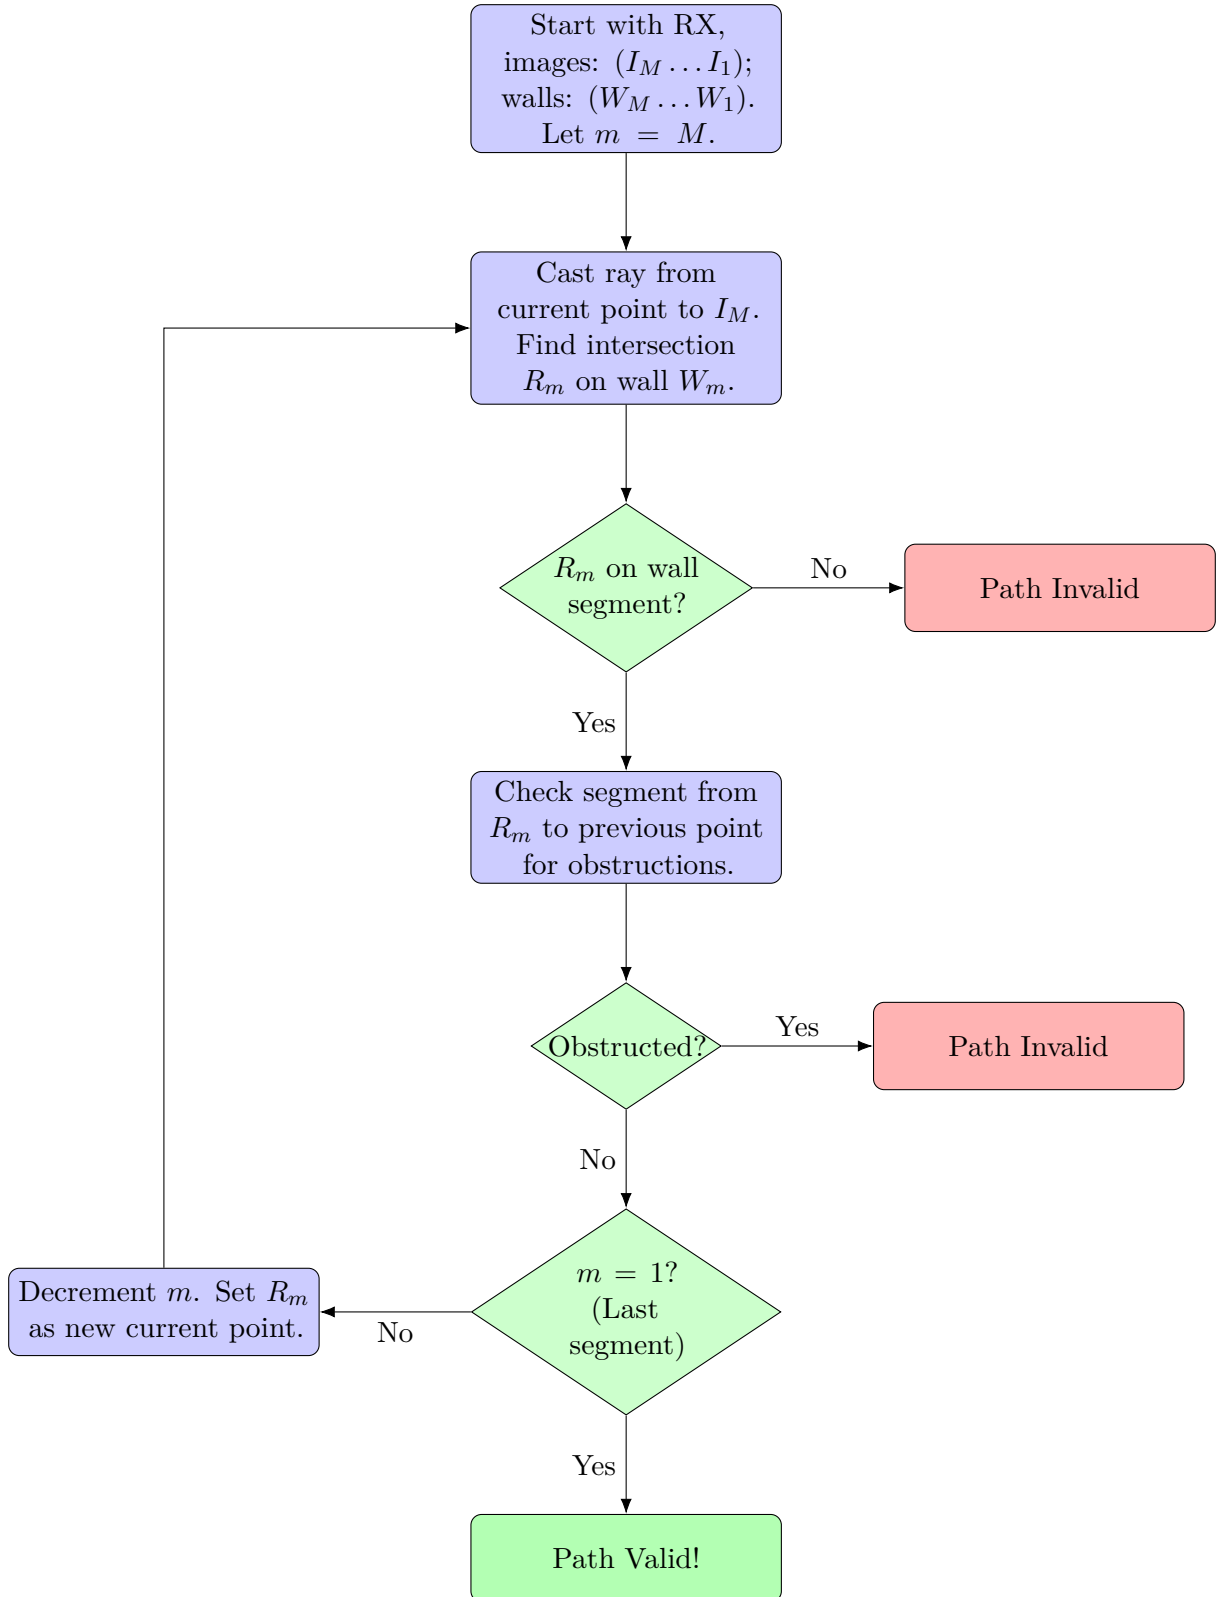 Start with RX,
images: (I_M … I_1);
walls: (W_M … W_1).
Let m = M.
Cast ray from
current point to I_M.
Find intersection
R_m on wall W_m.
R_m on wall
segment?
No
Path Invalid
Yes
Check segment from
R_m to previous point
for obstructions.
Obstructed?
Yes
Path Invalid
No
m = 1?
(Last
segment)
No
Decrement m. Set R_m
as new current point.
Yes
Path Valid!